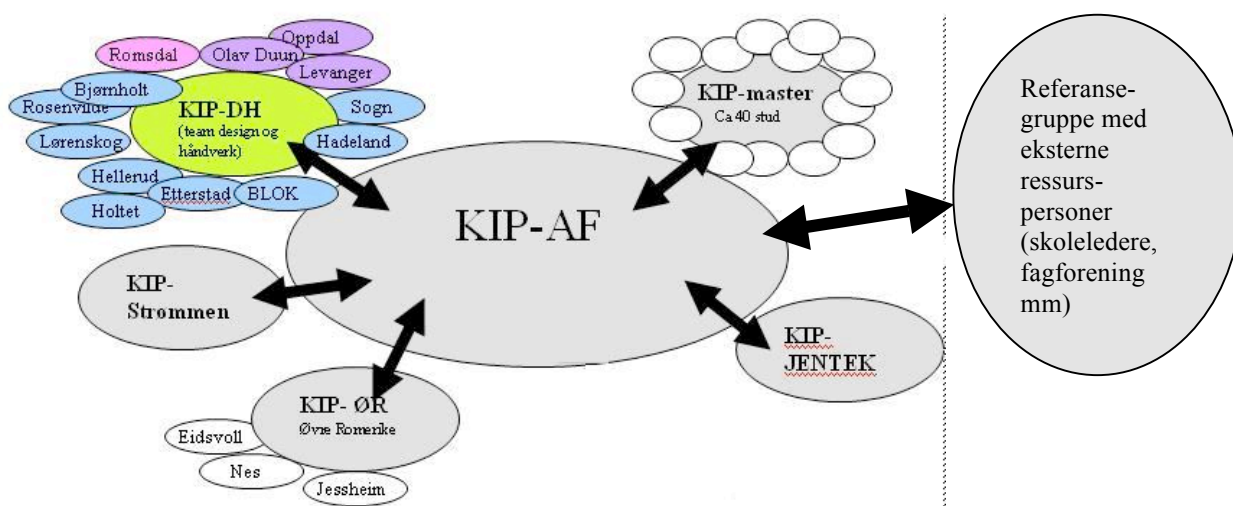 Romsdal
Olav Duun
Oppdal
Levanger
Bjørnholt
Rosenvilde
Lørenskog
KIP-DH
(team design og
håndverk)
Sogn
Hadeland
Hellerud
Etterstad
BLOK
Holtet
KIP-master
Ca 40 stud
KIP-AF
Referanse-
gruppe med
eksterne
ressurs-
personer
(skoleledere,
fagforening
mm)
KIP-
Strømmen
KIP-
JENTEK
KIP- ØR
Øvre Romerike
Eidsvoll
Nes
Jessheim